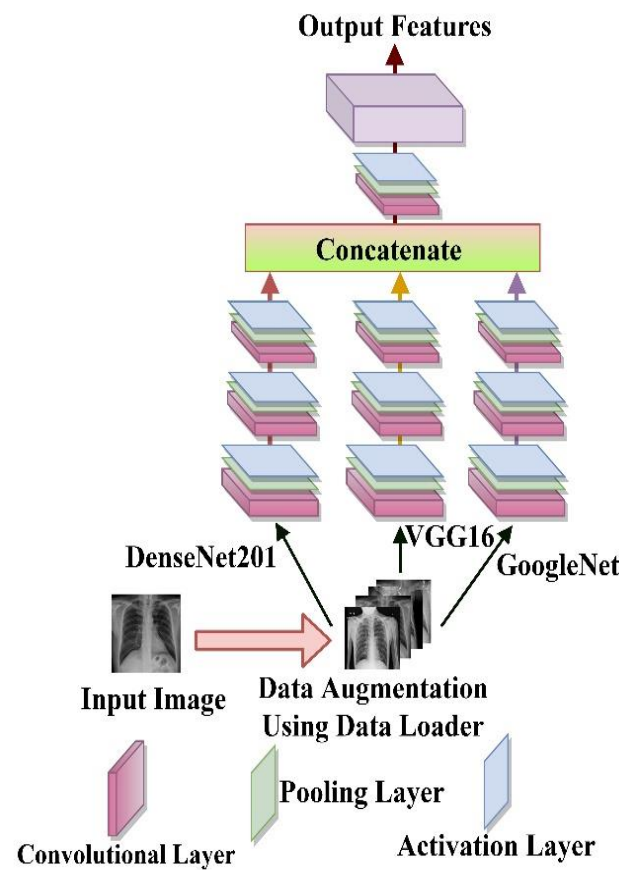 Output Features
Concatenate
DenseNet201
VGG16
GoogleNet
Input Image
Data Augmentation
Using Data Loader
Convolutional Layer
Pooling Layer
Activation Layer